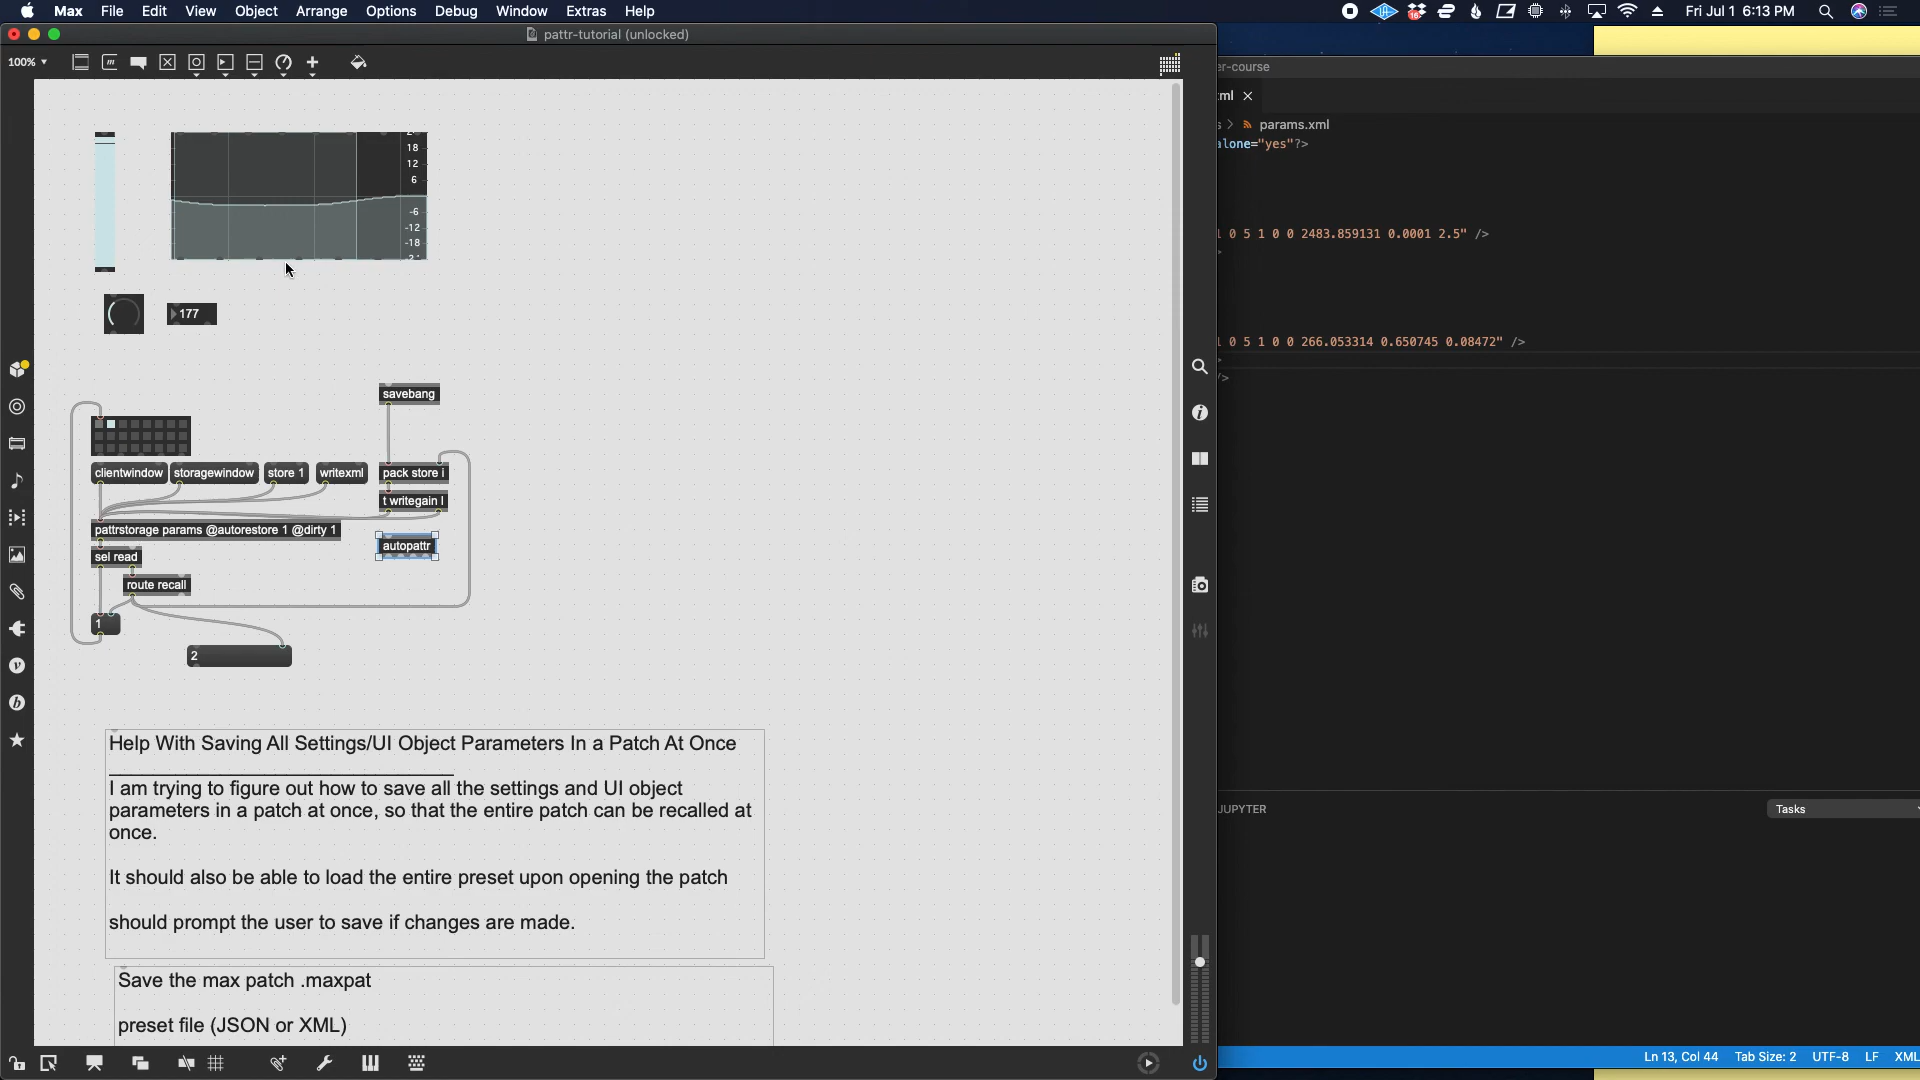 Max File Edit View Object Arrange Options Debug Window Extras Help
16
Fri Jul 1 6:13 PM
pattr-tutorial (unlocked)
100%
er-course
ml
params.xml
alone="yes"?>
18
12
6
-6
-12
-18
1 0 5 1 0 0 2483.859131 0.0001 2.5" />
>
177
1 0 5 1 0 0 266.053314 0.650745 0.08472" />
>
/>
savebang
clientwindow storagewindow store 1 writexml pack store i
t writegain l
pattrstorage params @autorestore 1 @dirty 1
autopattr
sel read
route recall
1
2
Help With Saving All Settings/UI Object Parameters In a Patch At Once
________________________________
I am trying to figure out how to save all the settings and UI object
parameters in a patch at once, so that the entire patch can be recalled at
once.
It should also be able to load the entire preset upon opening the patch
should prompt the user to save if changes are made.
Save the max patch .maxpat
preset file (JSON or XML)
JUPYTER
Tasks
Ln 13, Col 44 Tab Size: 2 UTF-8 LF XML